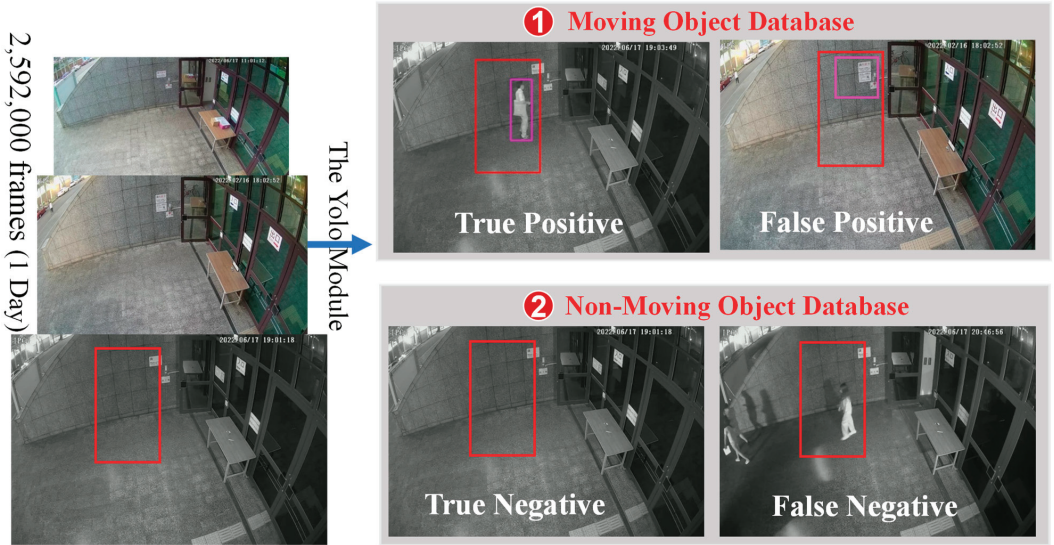 2,592,000 frames (1 Day)
2022/06/17 11:01:12
2022/02/16 18:02:52
2022/06/17 19:01:18
The Yolo Module
1 Moving Object Database
2022/06/17 19:03:49
True Positive
2022/02/16 18:02:52
False Positive
2 Non-Moving Object Database
2022/06/17 19:01:18
True Negative
2022/06/17 20:46:56
False Negative